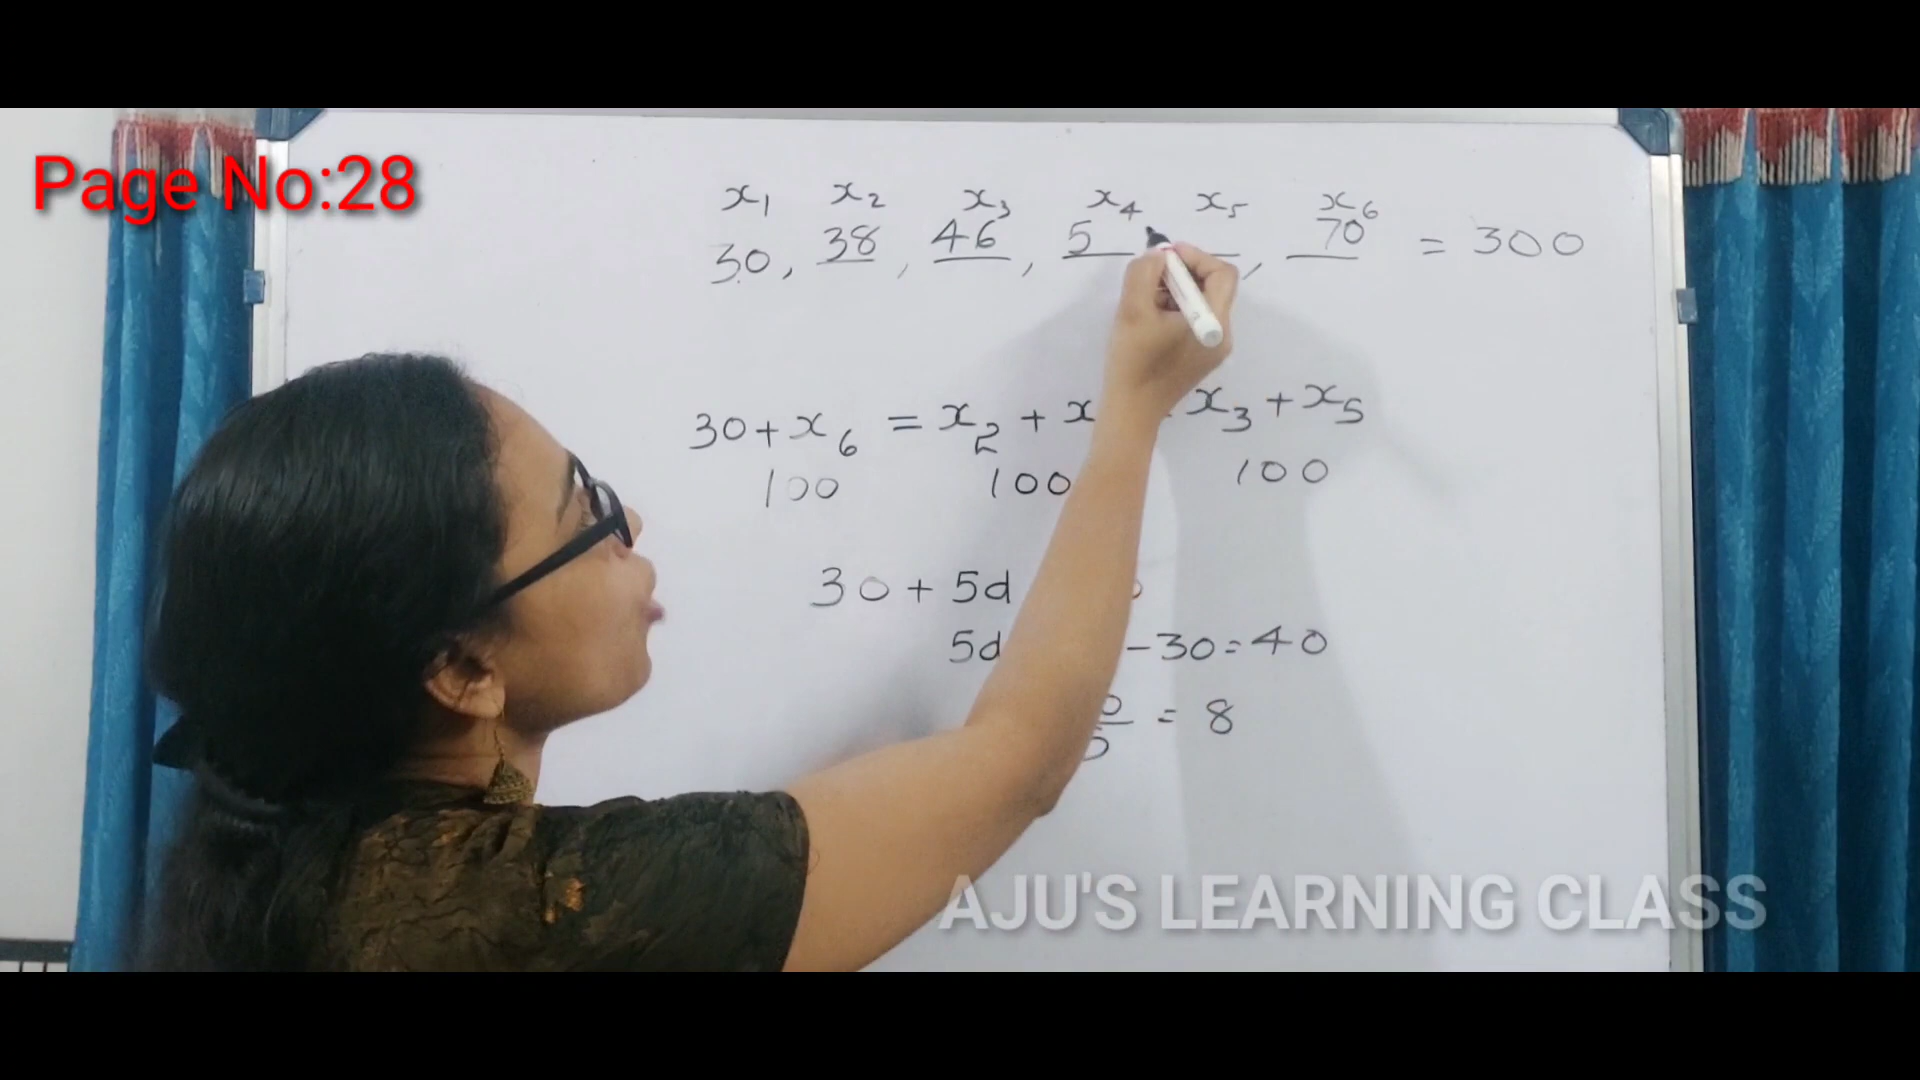 Page No:28
x1 x2 x3 x4 x5 x6
30, 38, 46, 5 , 70 = 300
30+x6 = x2 + x x3 + x5
100 100 100
30 + 5d
5d -30=40
5 = 8
AJU'S LEARNING CLASS